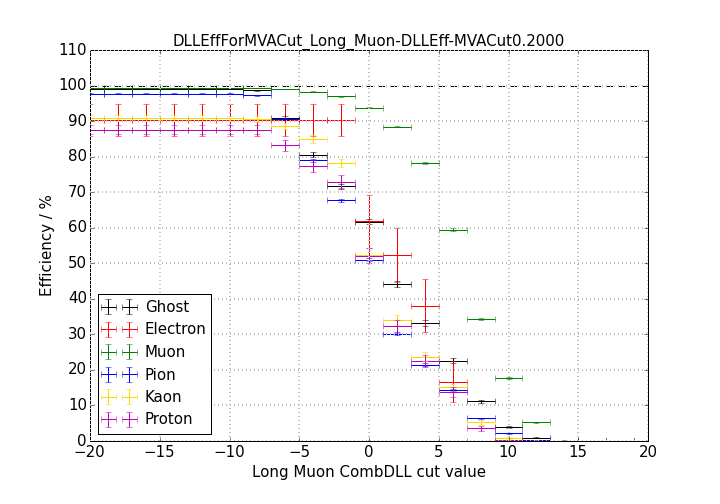 DLLEffForMVACut_Long_Muon-DLLEff-MVACut0.2000
110
100
90
80
70
60
50
40
30
20
10
0
Efficiency / %
Ghost
Electron
Muon
Pion
Kaon
Proton
−20 −15 −10 −5 0 5 10 15 20
Long Muon CombDLL cut value